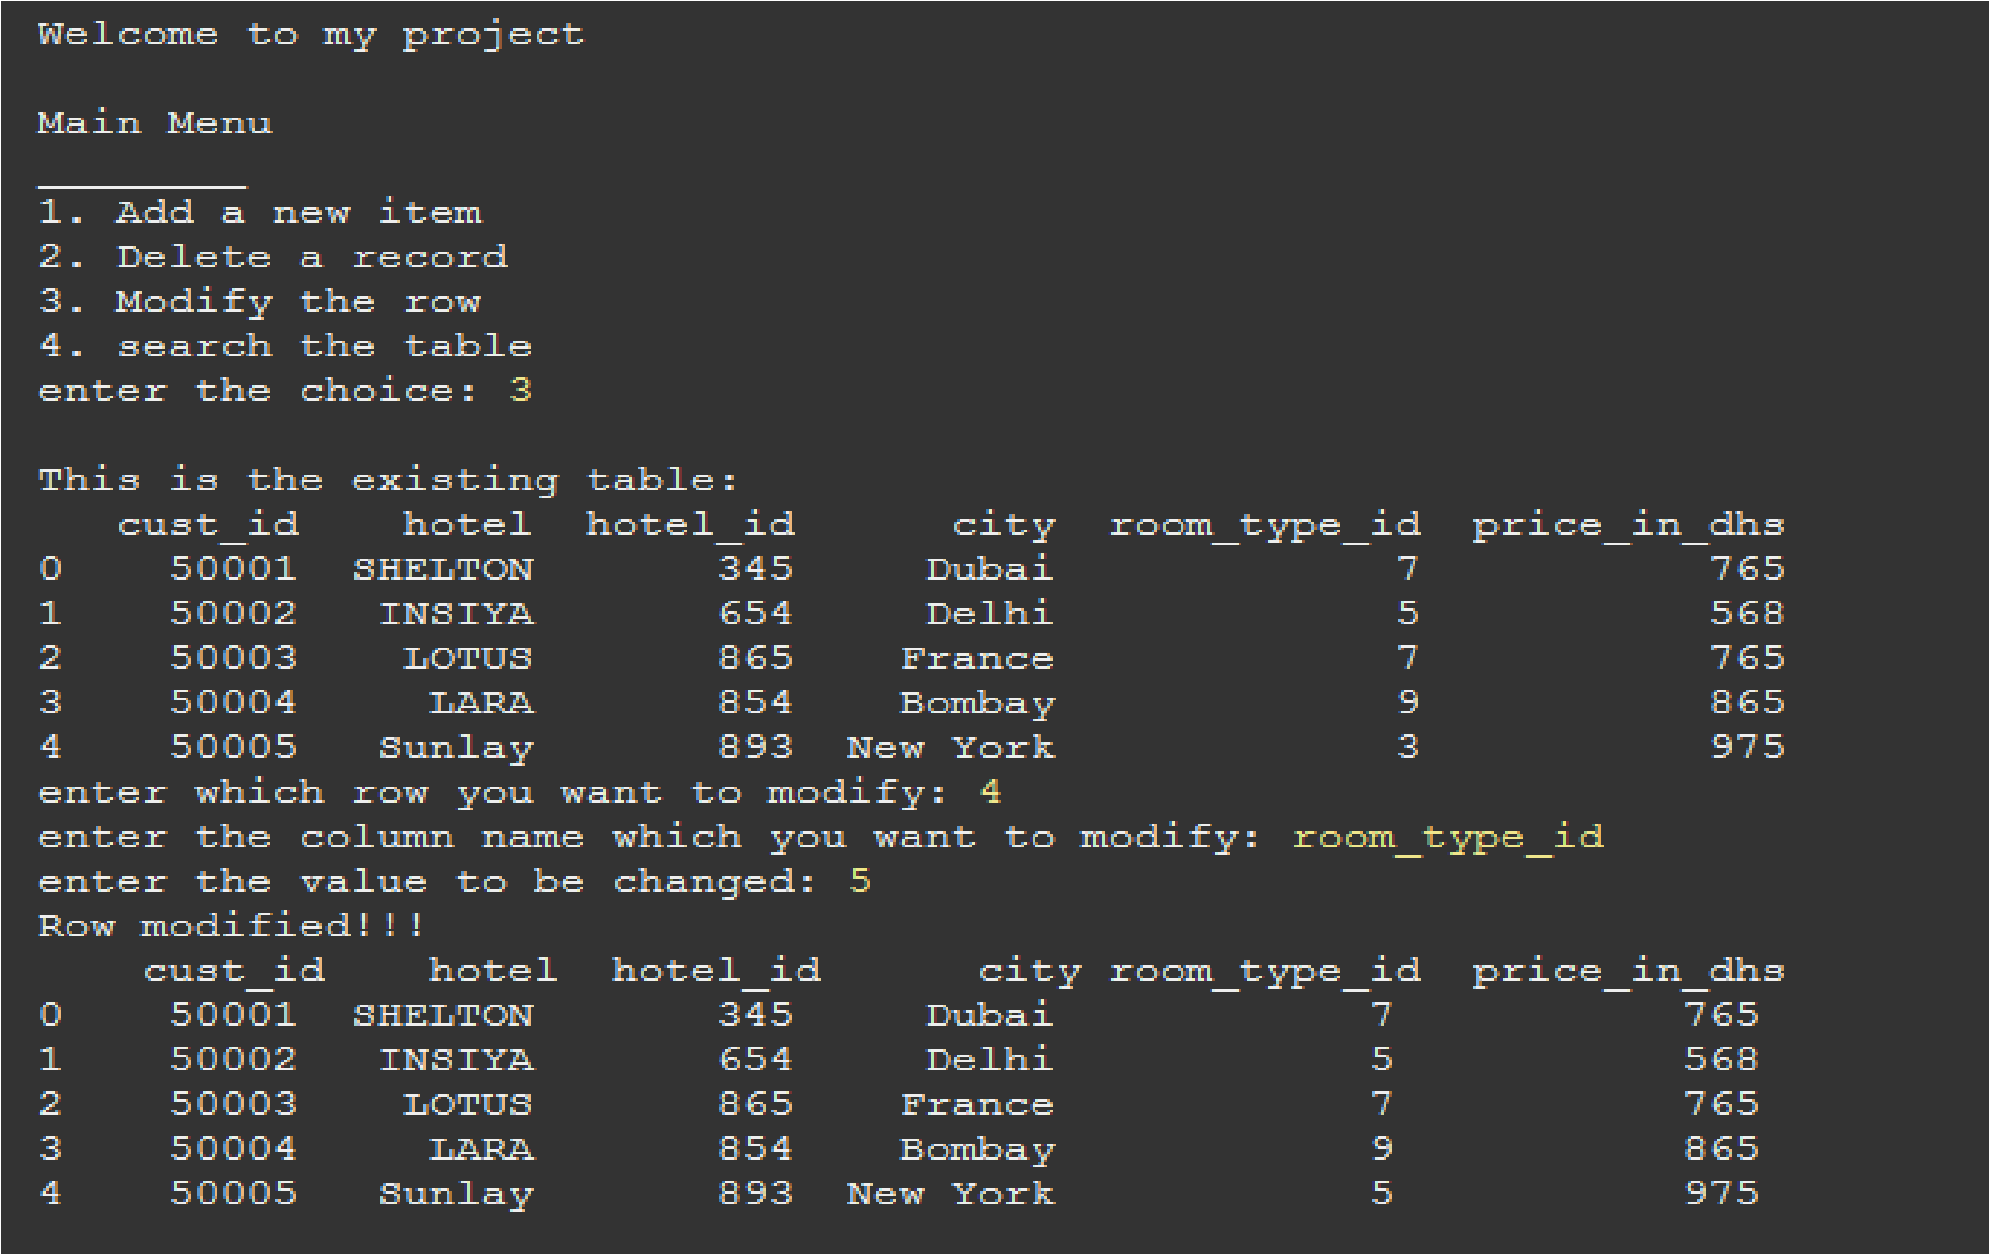 Welcome to my project
Main Menu
________
1. Add a new item
2. Delete a record
3. Modify the row
4. search the table
enter the choice: 3
This is the existing table:
cust_id hotel hotel_id city room_type_id price_in_dhs
0 50001 SHELTON 345 Dubai 7 765
1 50002 INSIYA 654 Delhi 5 568
2 50003 LOTUS 865 France 7 765
3 50004 LARA 854 Bombay 9 865
4 50005 Sunlay 893 New York 3 975
enter which row you want to modify: 4
enter the column name which you want to modify: room_type_id
enter the value to be changed: 5
Row modified!!!
cust_id hotel hotel_id city room_type_id price_in_dhs
0 50001 SHELTON 345 Dubai 7 765
1 50002 INSIYA 654 Delhi 5 568
2 50003 LOTUS 865 France 7 765
3 50004 LARA 854 Bombay 9 865
4 50005 Sunlay 893 New York 5 975